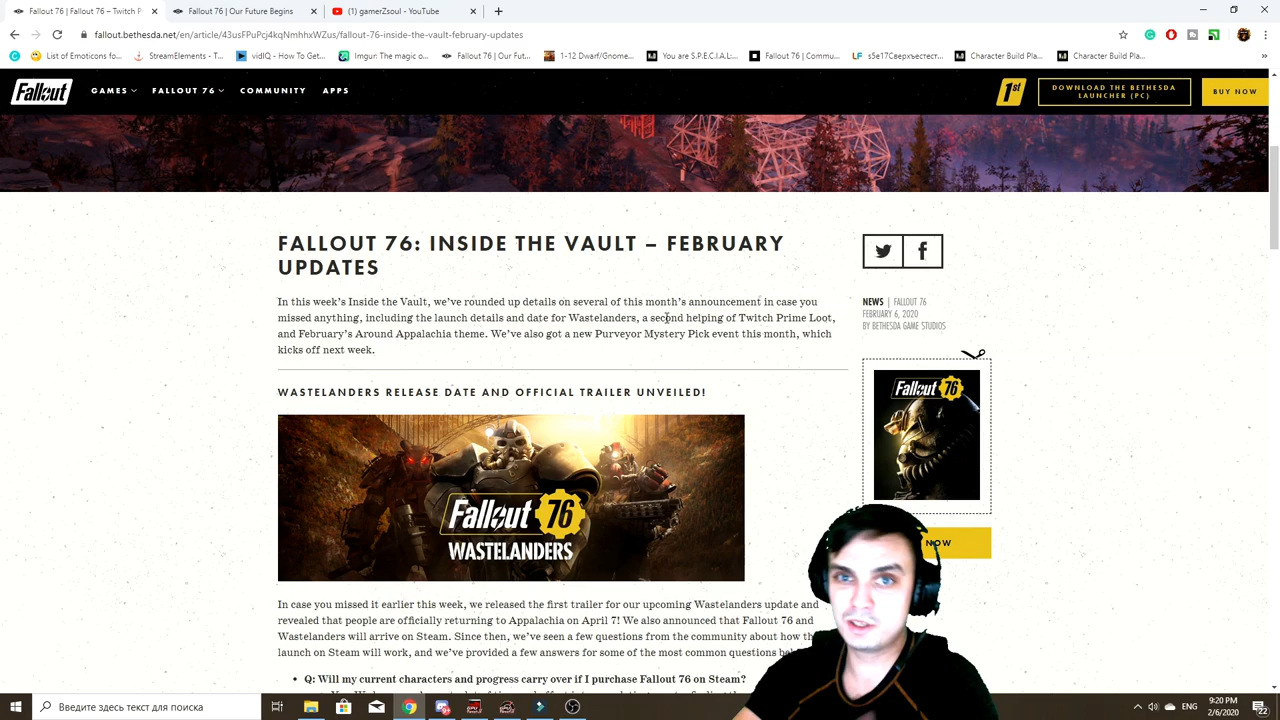 Fallout 76 | Fallout 76 – Twitch P
Fallout 76 | Our Future Begins
(1) gamerZsoul - YouTube
fallout.bethesda.net/en/article/43usFPuPcj4kqNmhhxWZus/fallout-76-inside-the-vault-february-updates
List of Emoticons fo...
StreamElements - T...
vidIQ - How To Get...
Imgur: The magic o...
Fallout 76 | Our Fut...
1-12 Dwarf/Gnome...
You are S.P.E.C.I.A.L:...
Fallout 76 | Commu...
LF s5e17Сверхъестест...
Character Build Pla...
Character Build Pla...
»
Fallout
GAMES
FALLOUT 76
COMMUNITY
APPS
1st
DOWNLOAD THE BETHESDA
LAUNCHER (PC)
BUY NOW
FALLOUT 76: INSIDE THE VAULT – FEBRUARY
UPDATES
In this week's Inside the Vault, we've rounded up details on several of this month's announcement in case you
missed anything, including the launch details and date for Wastelanders, a second helping of Twitch Prime Loot,
and February's Around Appalachia theme. We've also got a new Purveyor Mystery Pick event this month, which
kicks off next week.
NEWS | FALLOUT 76
FEBRUARY 6, 2020
BY BETHESDA GAME STUDIOS
Fallout 76
NOW
WASTELANDERS RELEASE DATE AND OFFICIAL TRAILER UNVEILED!
Fallout 76
WASTELANDERS
In case you missed it earlier this week, we released the first trailer for our upcoming Wastelanders update and
revealed that people are officially returning to Appalachia on April 7! We also announced that Fallout 76 and
Wastelanders will arrive on Steam. Since then, we've seen a few questions from the community about how
launch on Steam will work, and we've provided a few answers for some of the most common questions
• Q: Will my current characters and progress carry over if I purchase Fallout 76 on Steam?
Введите здесь текст для поиска
9:20 PM
2/6/2020
22